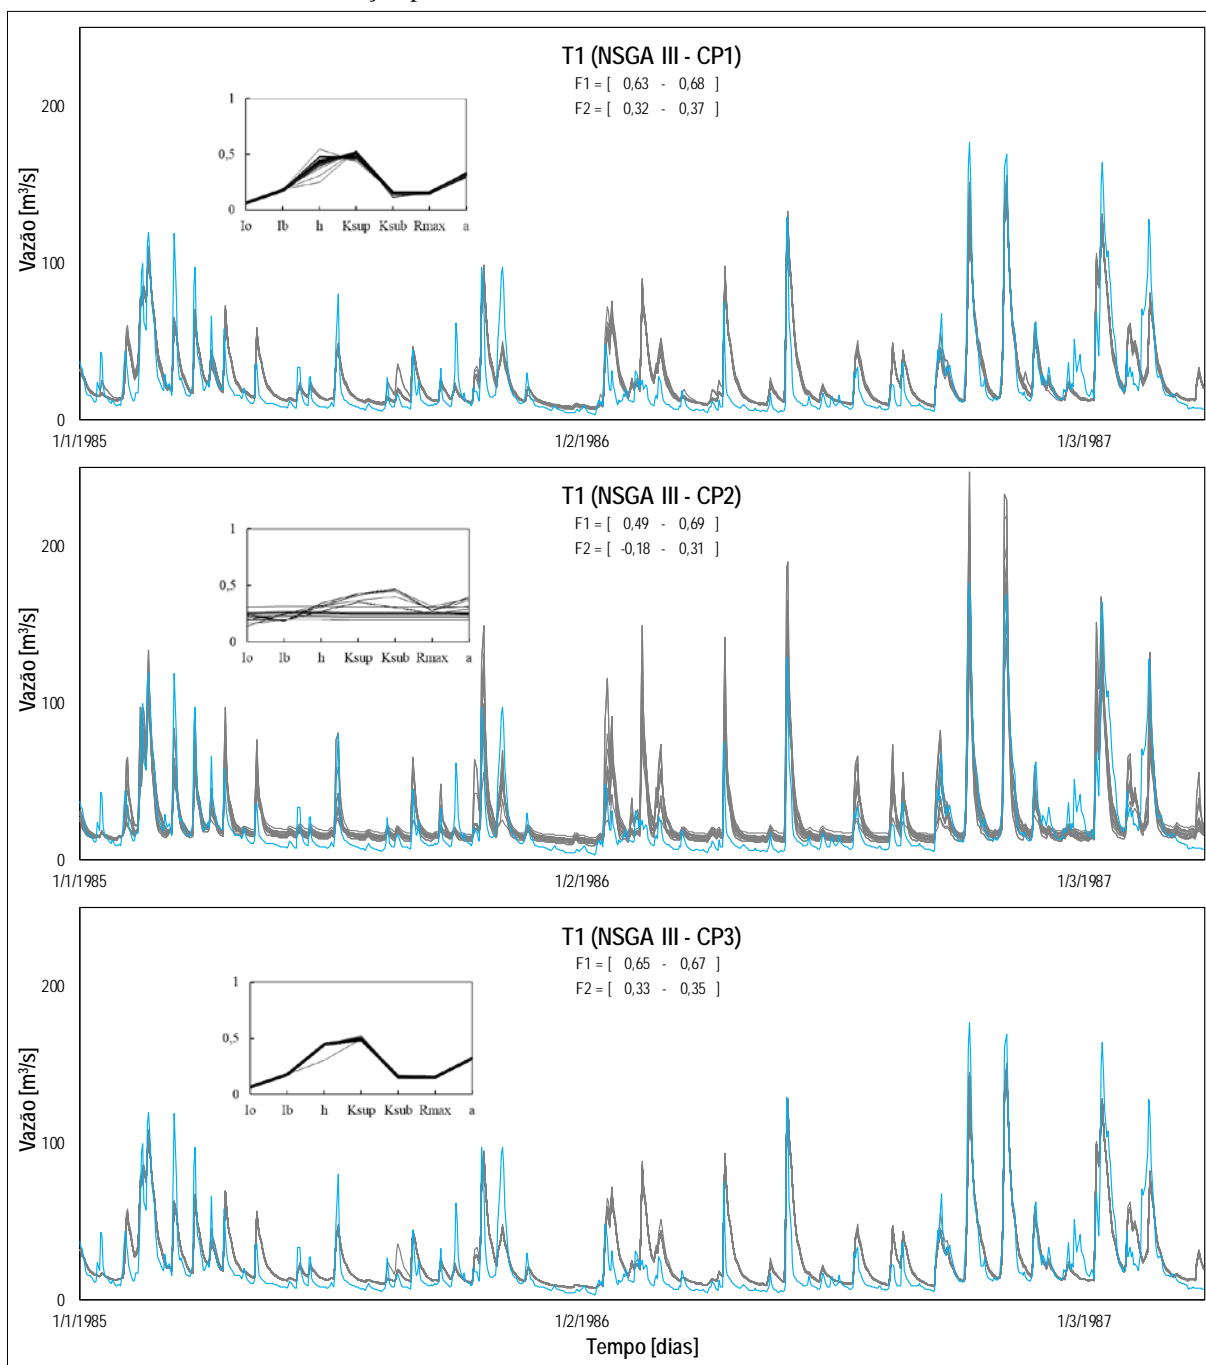 T1 (NSGA III - CP1)
F1 = [ 0,63 - 0,68 ]
F2 = [ 0,32 - 0,37 ]
Vazão [m³/s]
200
100
0
1
0,5
0
Io Ib h Ksup Ksub Rmax a
1/1/1985 1/2/1986 1/3/1987
T1 (NSGA III - CP2)
F1 = [ 0,49 - 0,69 ]
F2 = [ -0,18 - 0,31 ]
Vazão [m³/s]
200
100
0
1
0,5
0
Io Ib h Ksup Ksub Rmax a
1/1/1985 1/2/1986 1/3/1987
T1 (NSGA III - CP3)
F1 = [ 0,65 - 0,67 ]
F2 = [ 0,33 - 0,35 ]
Vazão [m³/s]
200
100
0
1
0,5
0
Io Ib h Ksup Ksub Rmax a
1/1/1985 1/2/1986 1/3/1987
Tempo [dias]